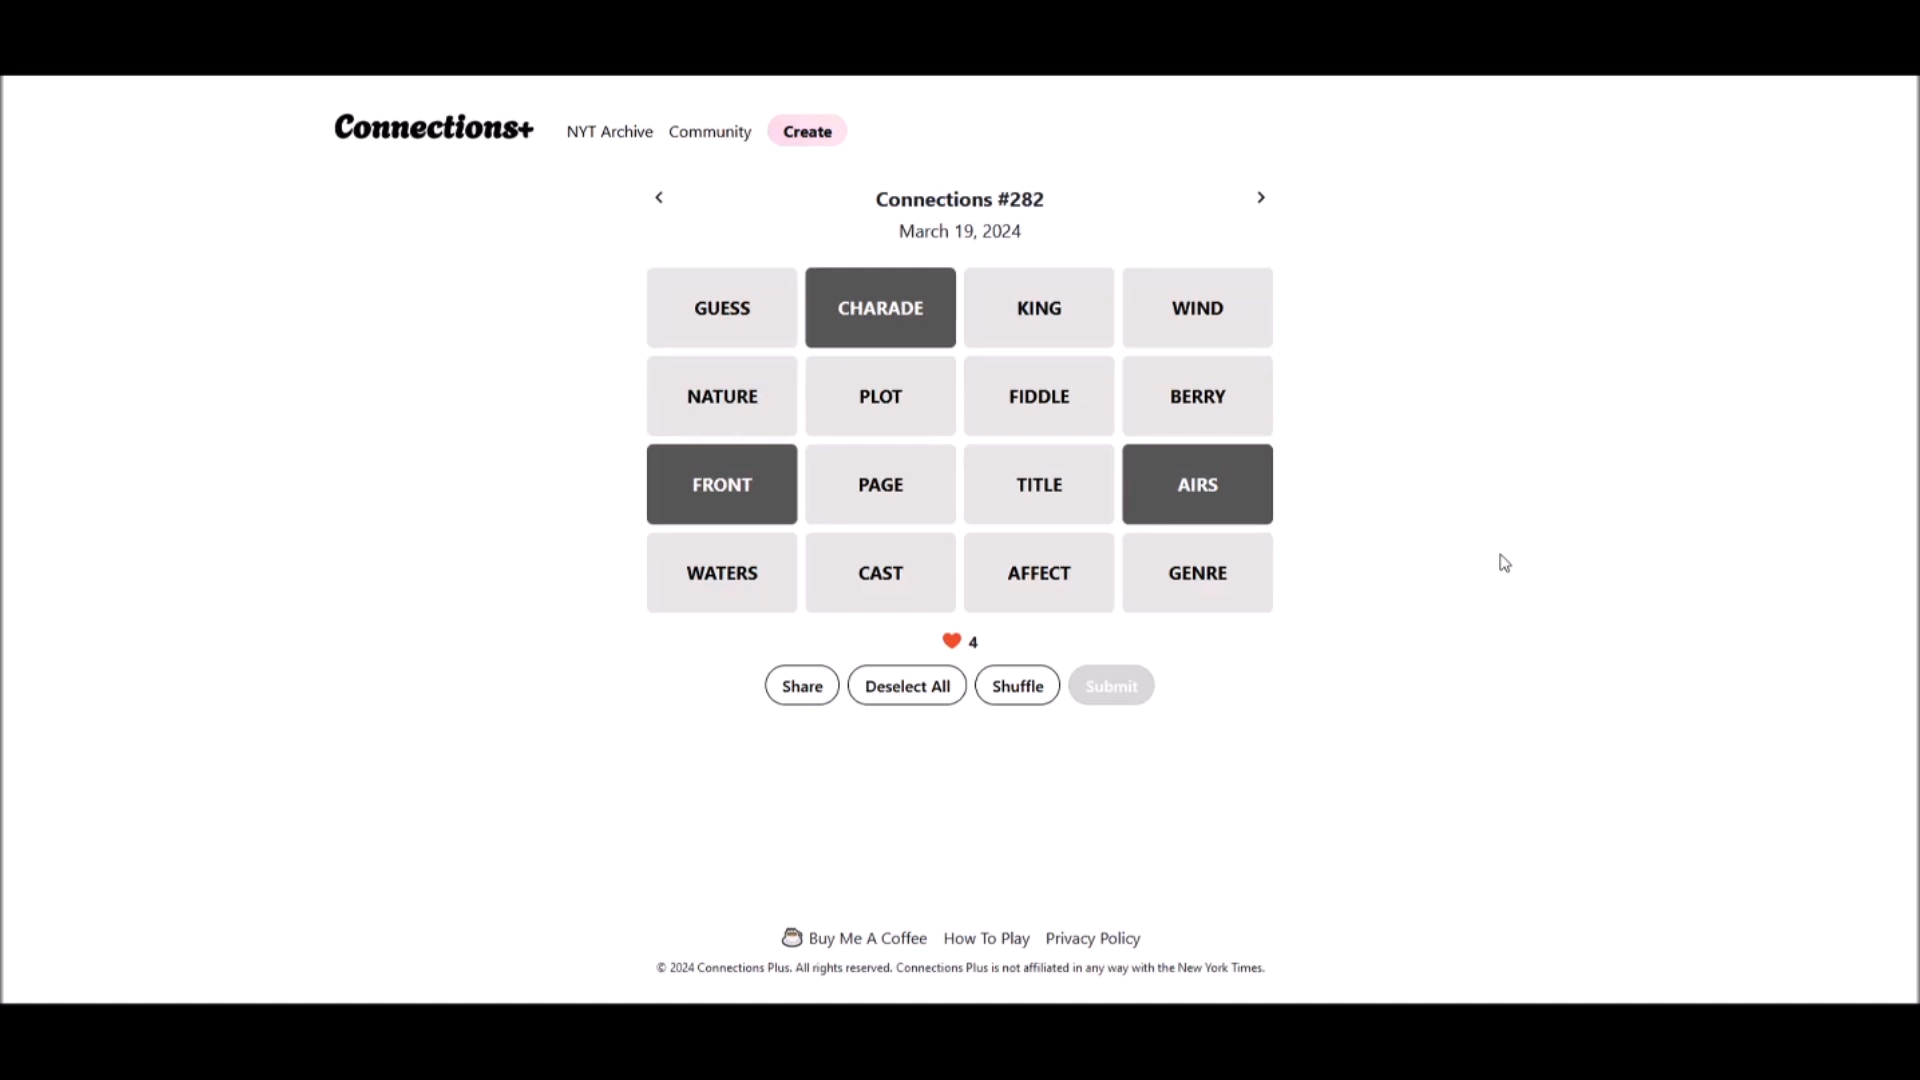 Connections+ NYT Archive Community Create
Connections #282
March 19, 2024
GUESS CHARADE KING WIND
NATURE PLOT FIDDLE BERRY
FRONT PAGE TITLE AIRS
WATERS CAST AFFECT GENRE
4
Share Deselect All Shuffle Submit
Buy Me A Coffee How To Play Privacy Policy
© 2024 Connections Plus. All rights reserved. Connections Plus is not affiliated in any way with the New York Times.